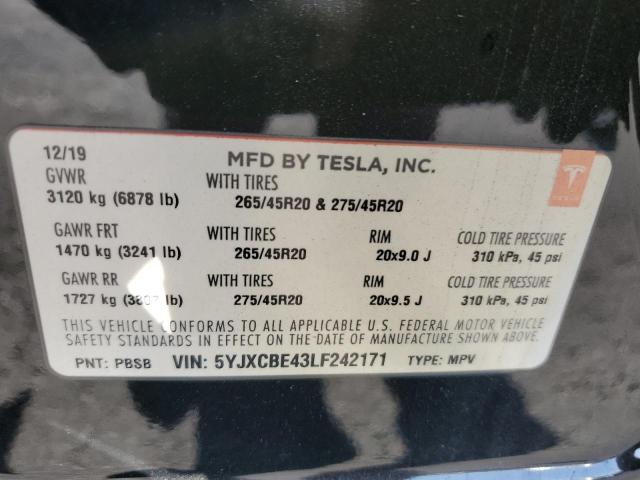 12/19 MFD BY TESLA, INC.
GVWR WITH TIRES
3120 kg (6878 lb) 265/45R20 & 275/45R20
GAWR FRT WITH TIRES RIM COLD TIRE PRESSURE
1470 kg (3241 lb) 265/45R20 20x9.0 J 310 kPa, 45 psi
GAWR RR WITH TIRES RIM COLD TIRE PRESSURE
1727 kg (3807 lb) 275/45R20 20x9.5 J 310 kPa, 45 psi
THIS VEHICLE CONFORMS TO ALL APPLICABLE U.S. FEDERAL MOTOR VEHICLE
SAFETY STANDARDS IN EFFECT ON THE DATE OF MANUFACTURE SHOWN ABOVE.
PNT: PBSB VIN: 5YJXCBE43LF242171 TYPE: MPV
TESLA